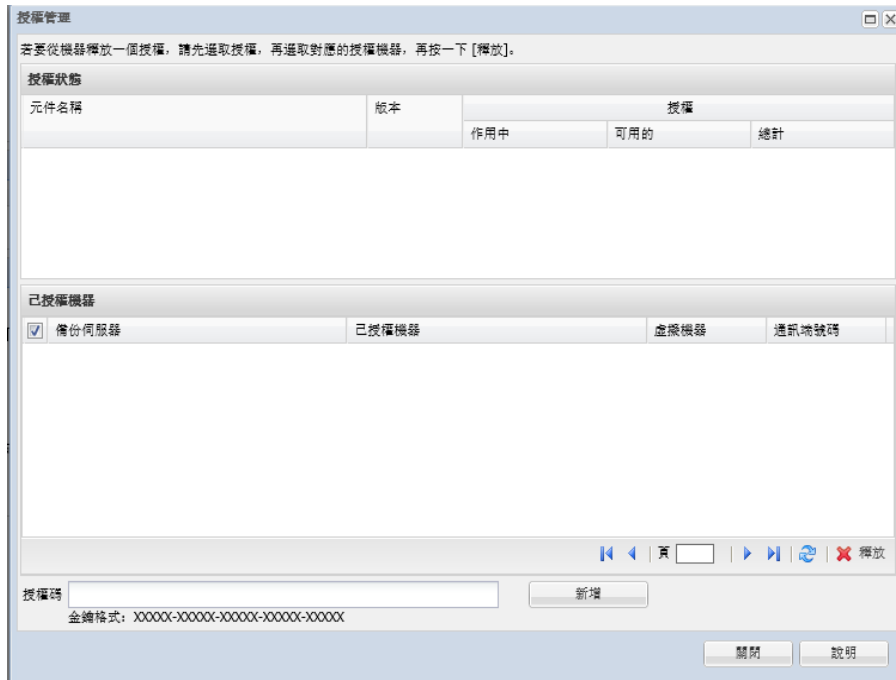 授權管理
若要從機器釋放一個授權，請先選取授權，再選取對應的授權機器，再按一下 [釋放]。
授權狀態
元件名稱 版本 授權
作用中 可用的 總計
已授權機器
備份伺服器 已授權機器 虛擬機器 通訊端號碼
頁 釋放
授權碼 新增
金鑰格式： XXXXX-XXXXX-XXXXX-XXXXX-XXXXX
關閉 說明